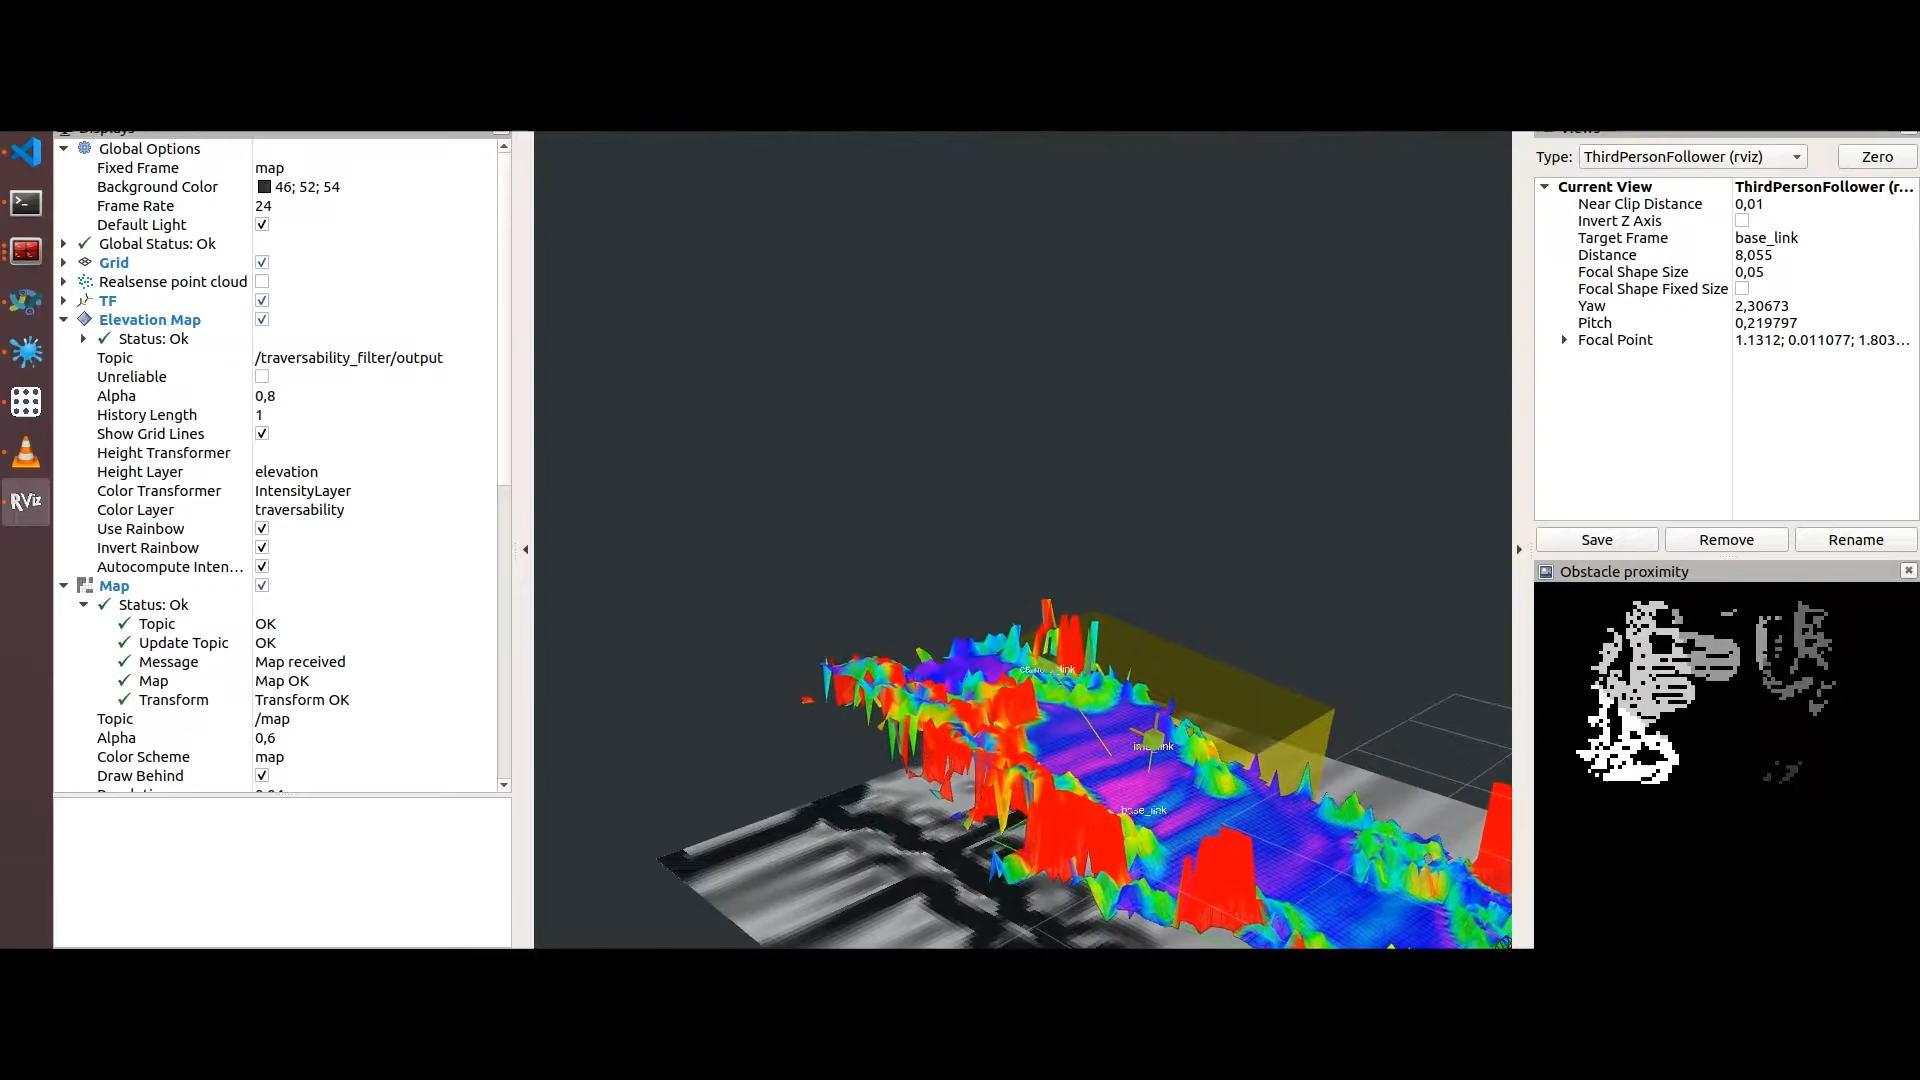 Displays
Global Options
Fixed Frame map
Background Color 46; 52; 54
Frame Rate 24
Default Light
Global Status: Ok
Grid
Realsense point cloud
TF
Elevation Map
Status: Ok
Topic /traversability_filter/output
Unreliable
Alpha 0,8
History Length 1
Show Grid Lines
Height Transformer
Height Layer elevation
Color Transformer IntensityLayer
Color Layer traversability
Use Rainbow
Invert Rainbow
Autocompute Inten...
Map
Status: Ok
Topic OK
Update Topic OK
Message Map received
Map Map OK
Transform Transform OK
Topic /map
Alpha 0,6
Color Scheme map
Draw Behind
RViz
base_link
Views
Type: ThirdPersonFollower (rviz) Zero
Current View ThirdPersonFollower (r...
Near Clip Distance 0,01
Invert Z Axis
Target Frame base_link
Distance 8,055
Focal Shape Size 0,05
Focal Shape Fixed Size
Yaw 2,30673
Pitch 0,219797
Focal Point 1.1312; 0.011077; 1.803...
Save Remove Rename
Obstacle proximity